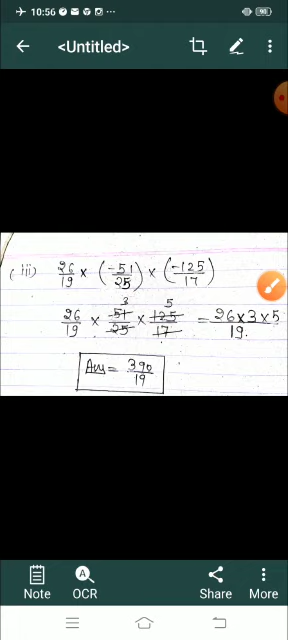 10:56
98
<Untitled>
(iii) 26/19 × (-51/25) × (-125/17)
26/19 × -51/25 3 × 125/17 5 = 26×3×5/19.
Ans = 390/19
Note OCR Share More